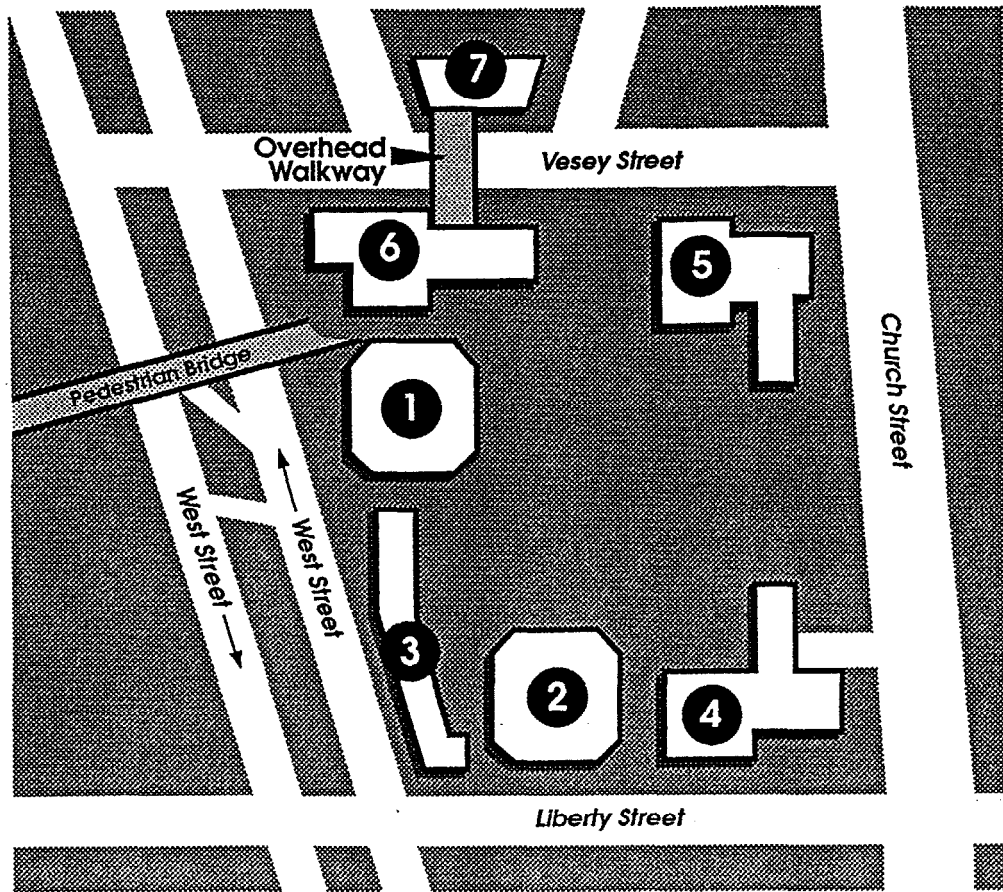 7
Overhead
Walkway
Vesey Street
6
5
Pedestrian Bridge
1
Church Street
West Street
West Street
3
2
4
Liberty Street